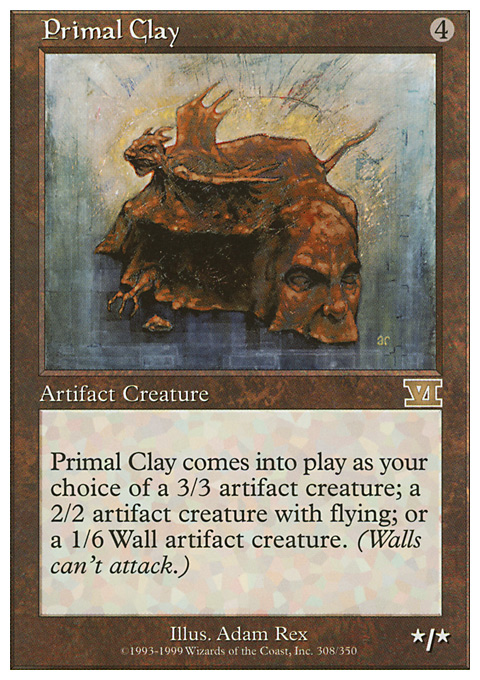 Primal Clay
4
ar
Artifact Creature
VI
Primal Clay comes into play as your
choice of a 3/3 artifact creature; a
2/2 artifact creature with flying; or
a 1/6 Wall artifact creature. (Walls
can't attack.)
Illus. Adam Rex
©1993-1999 Wizards of the Coast, Inc. 308/350
★/★